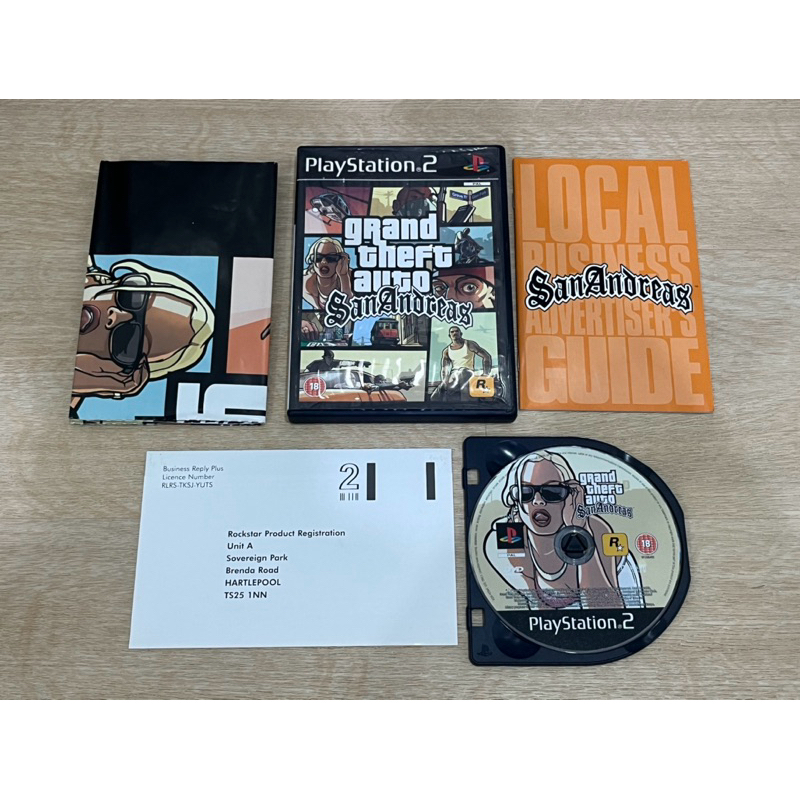 PlayStation.2
PAL
grand
theft
auto
San Andreas
18
R
LOCAL
BUSINESS
San Andreas
ADVERTISER'S
GUIDE
Business Reply Plus
Licence Number
RLRS-TKSJ-YUTS
2
Rockstar Product Registration
Unit A
Sovereign Park
Brenda Road
HARTLEPOOL
TS25 1NN
grand
theft
auto
San Andreas
PAL
R
18
PlayStation.2